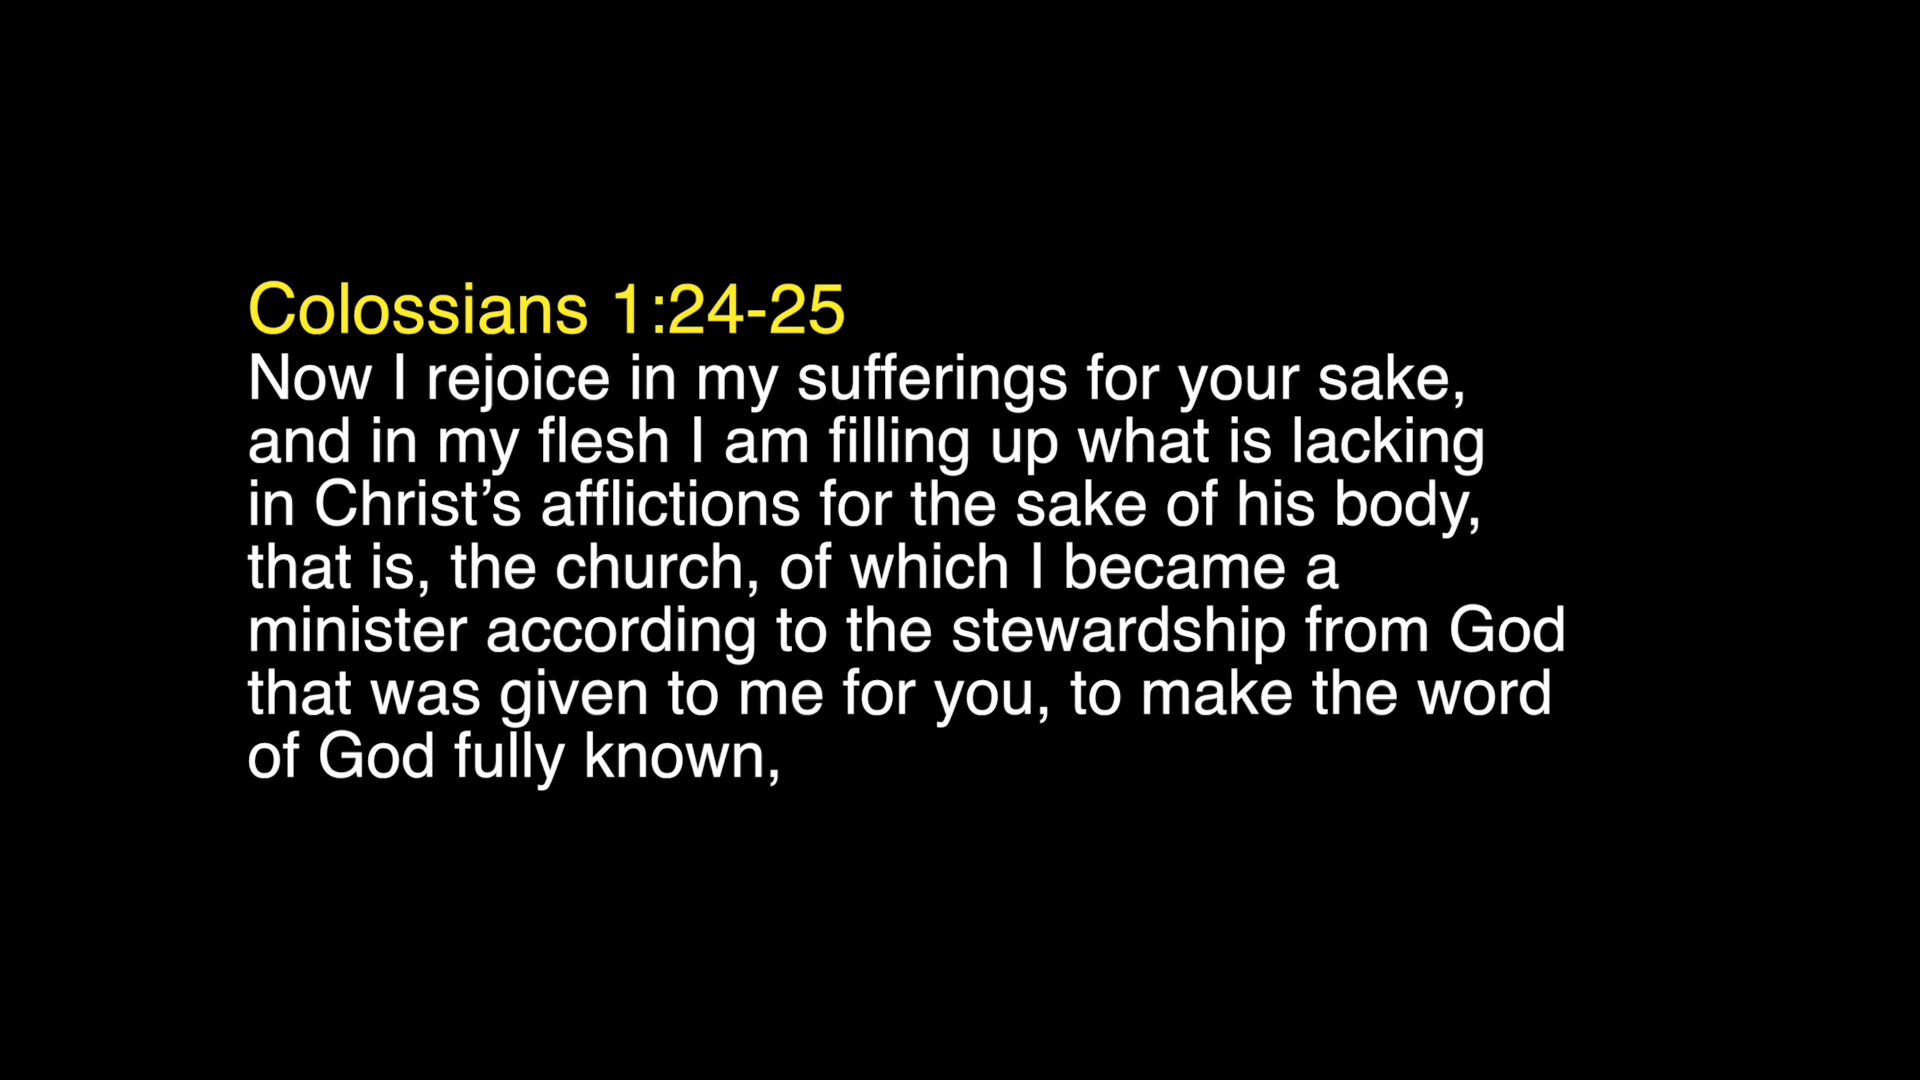 Colossians 1:24-25
Now I rejoice in my sufferings for your sake,
and in my flesh I am filling up what is lacking
in Christ’s afflictions for the sake of his body,
that is, the church, of which I became a
minister according to the stewardship from God
that was given to me for you, to make the word
of God fully known,